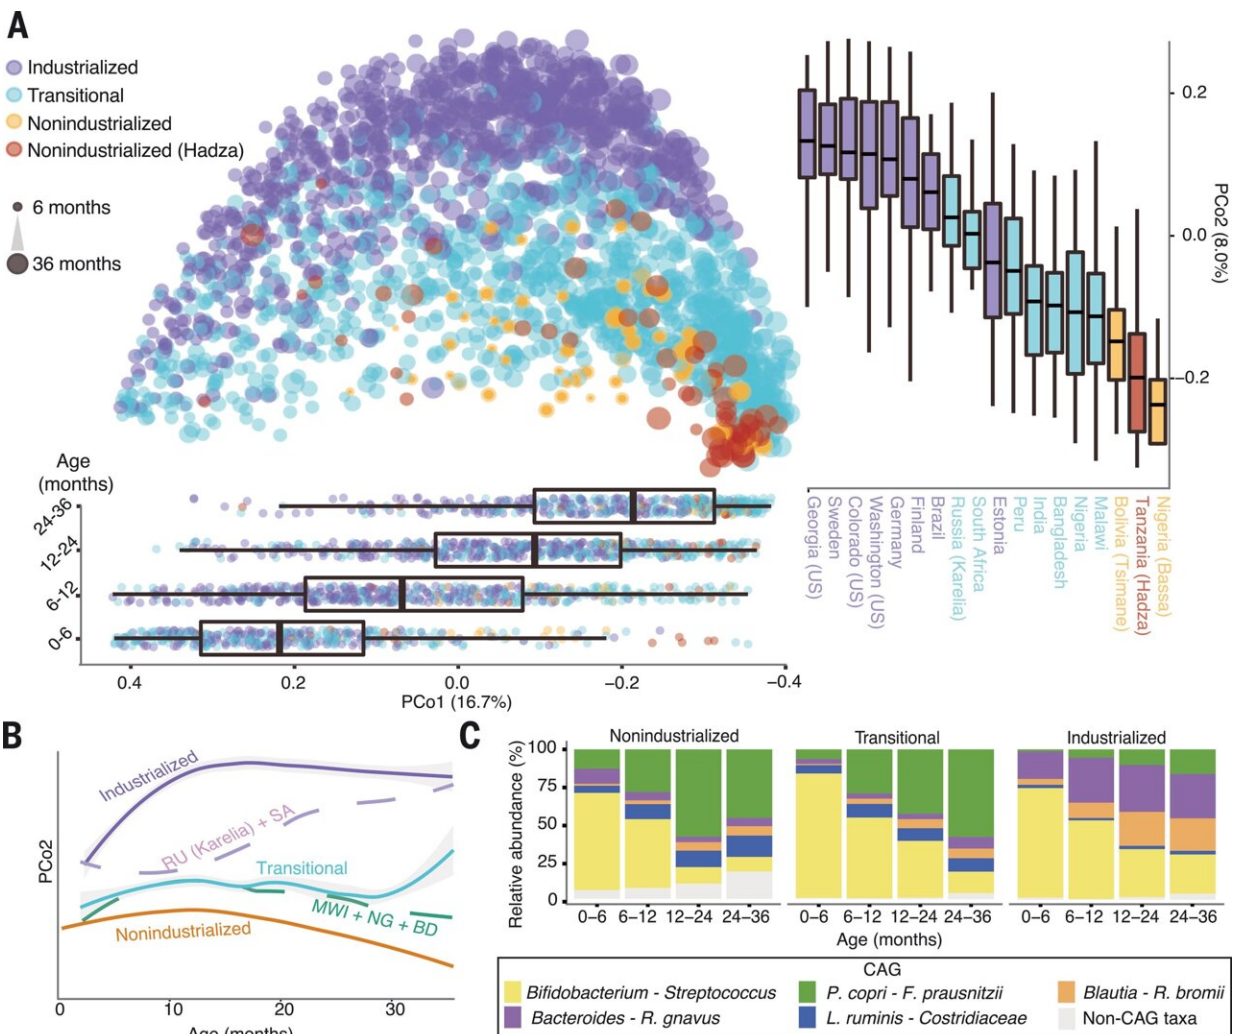 A
Industrialized
Transitional
Nonindustrialized
Nonindustrialized (Hadza)
6 months
36 months
0.2
0.0
−0.2
PCo2 (8.0%)
Georgia (US)
Sweden
Colorado (US)
Washington (US)
Germany
Finland
Brazil
Russia (Karelia)
South Africa
Estonia
Peru
India
Bangladesh
Nigeria
Malawi
Bolivia (Tsimane)
Tanzania (Hadza)
Nigeria (Bassa)
Age
(months)
24-36
12-24
6-12
0-6
0.4 0.2 0.0 −0.2 −0.4
PCo1 (16.7%)
B
PCo2
Industrialized
RU (Karelia) + SA
Transitional
MWI + NG + BD
Nonindustrialized
0 10 20 30
Age (months)
C
Nonindustrialized Transitional Industrialized
Relative abundance (%)
100
75
50
25
0
0–6 6–12 12–24 24–36 0–6 6–12 12–24 24–36 0–6 6–12 12–24 24–36
Age (months)
CAG
Bifidobacterium - Streptococcus P. copri - F. prausnitzii Blautia - R. bromii
Bacteroides - R. gnavus L. ruminis - Costridiaceae Non-CAG taxa